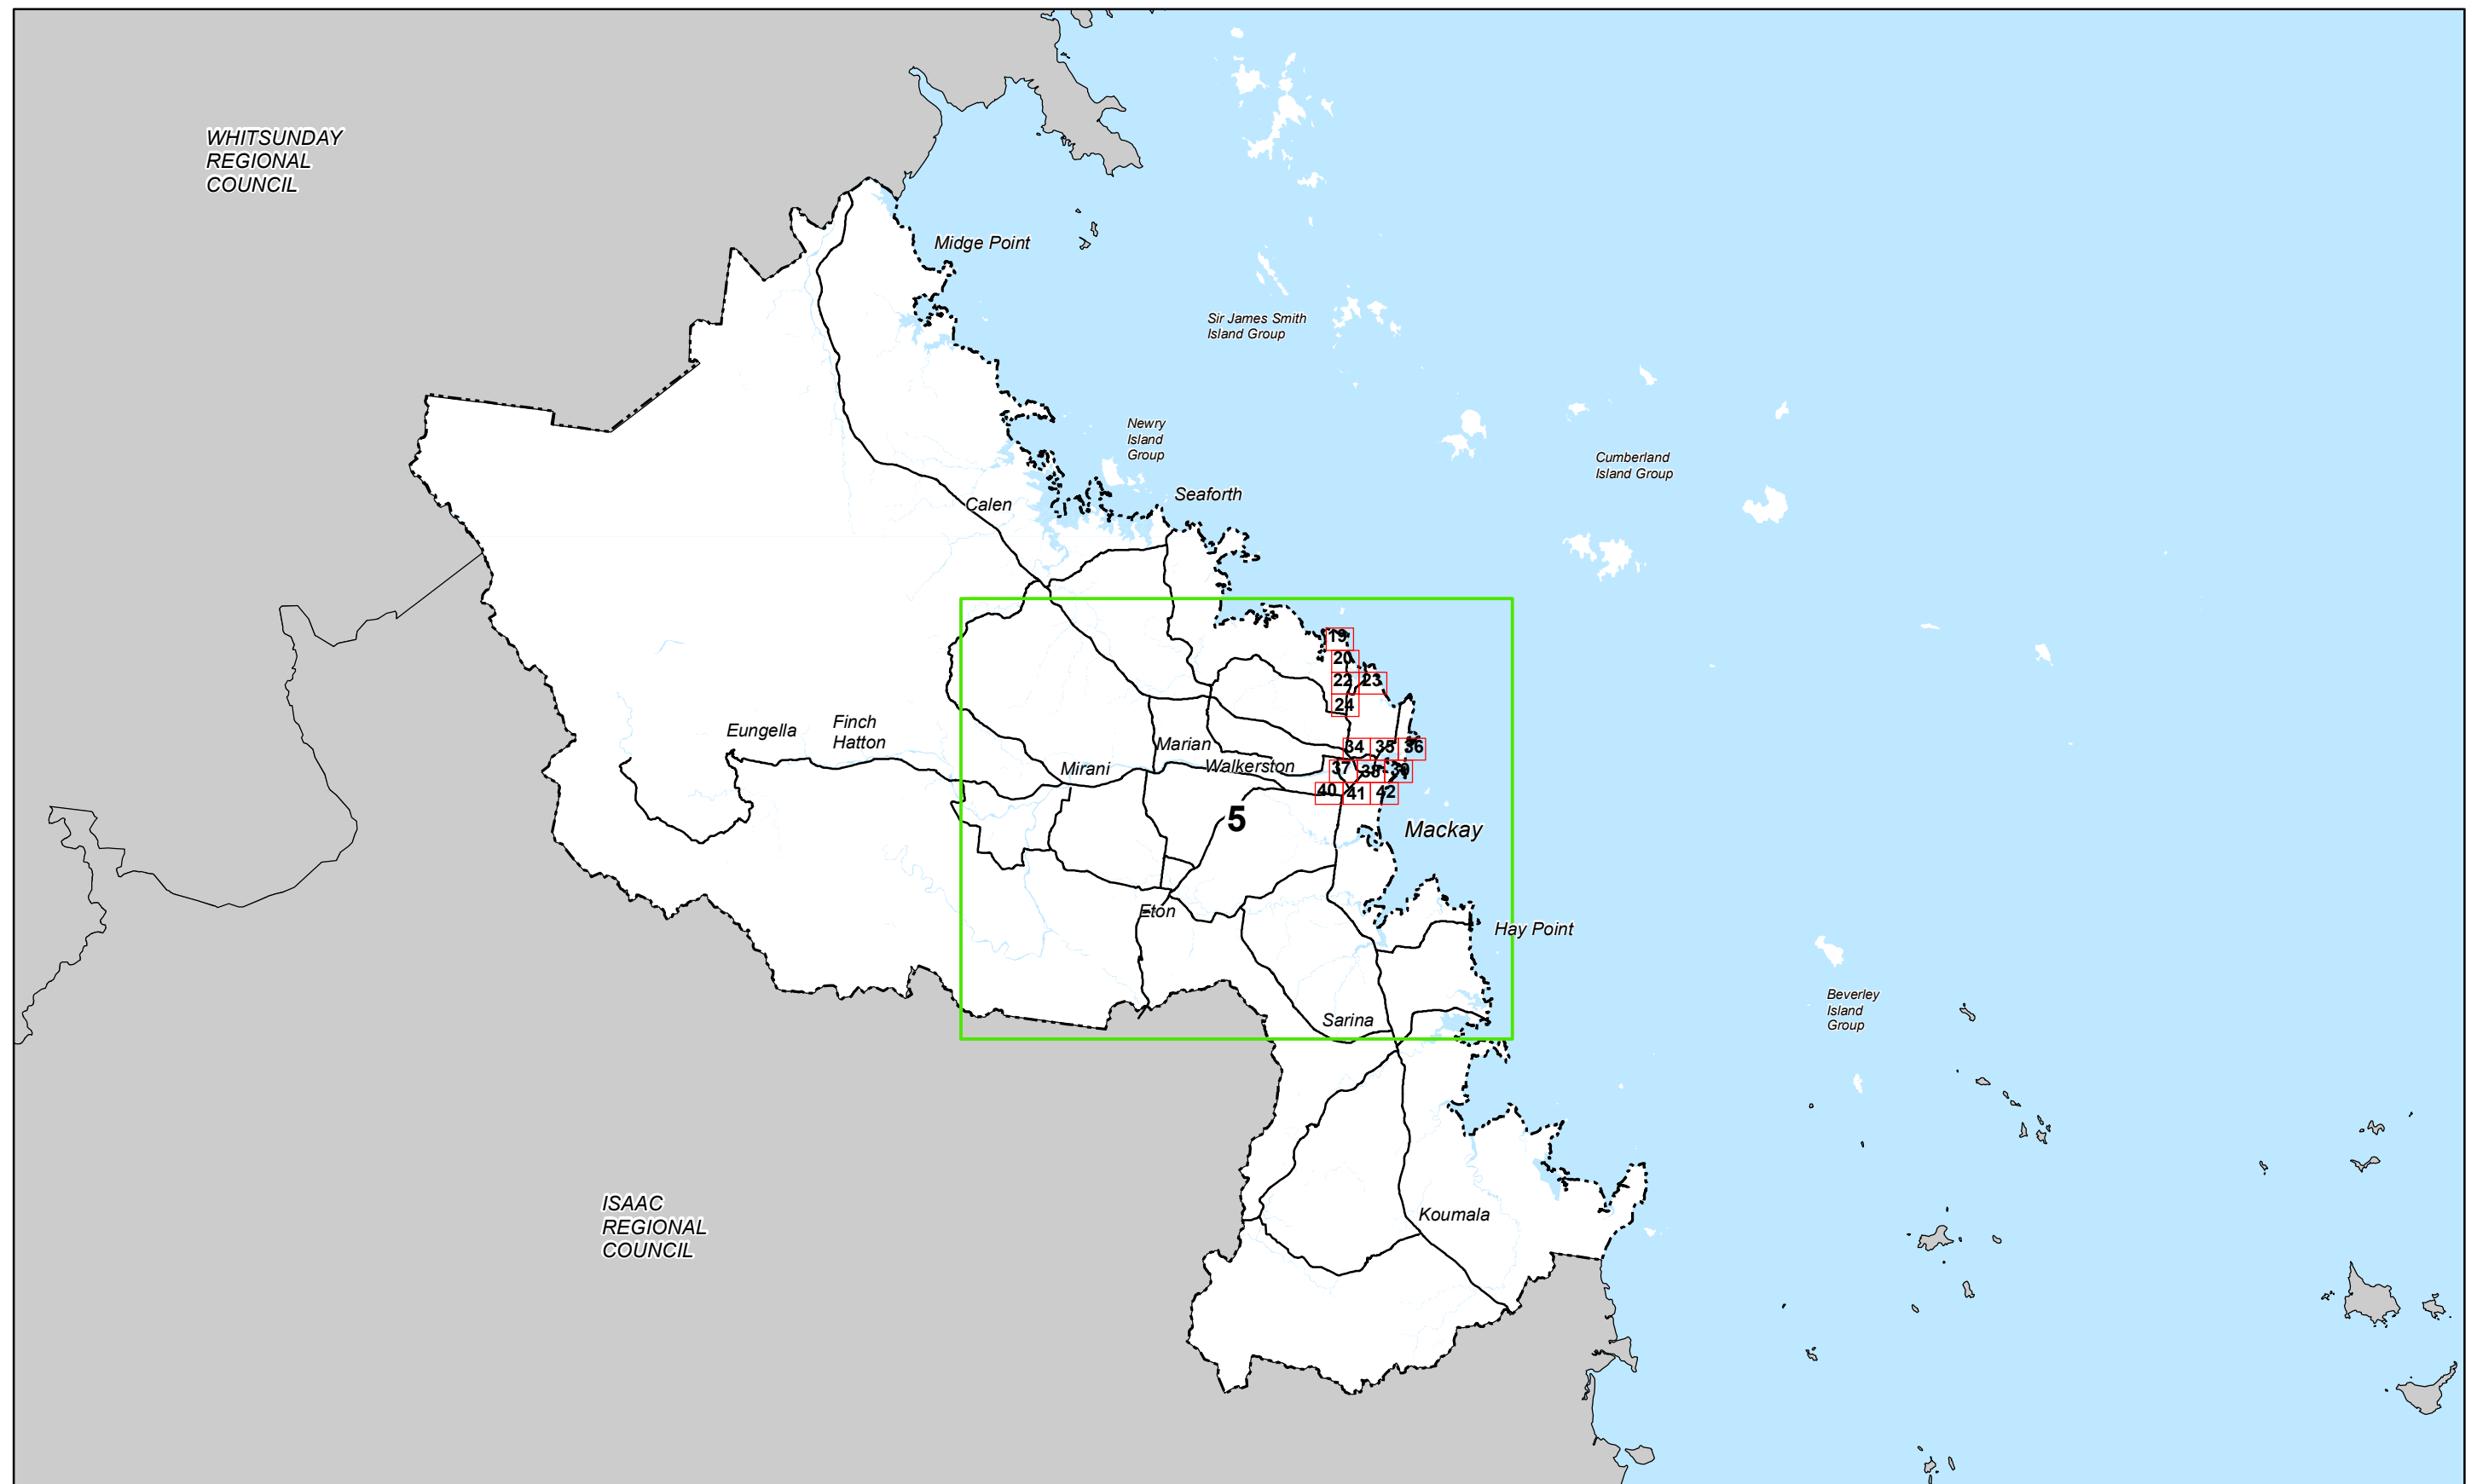 WHITSUNDAY
REGIONAL
COUNCIL
Midge Point
Sir James Smith
Island Group
Newry
Island
Group
Cumberland
Island Group
Seaforth
Calen
19
20
22 23
24
Eungella
Finch
Hatton
Marian
Mirani
Walkerston
34 35 36
37 38 39
40 41 42
5
Mackay
Eton
Hay Point
Sarina
Beverley
Island
Group
ISAAC
REGIONAL
COUNCIL
Koumala